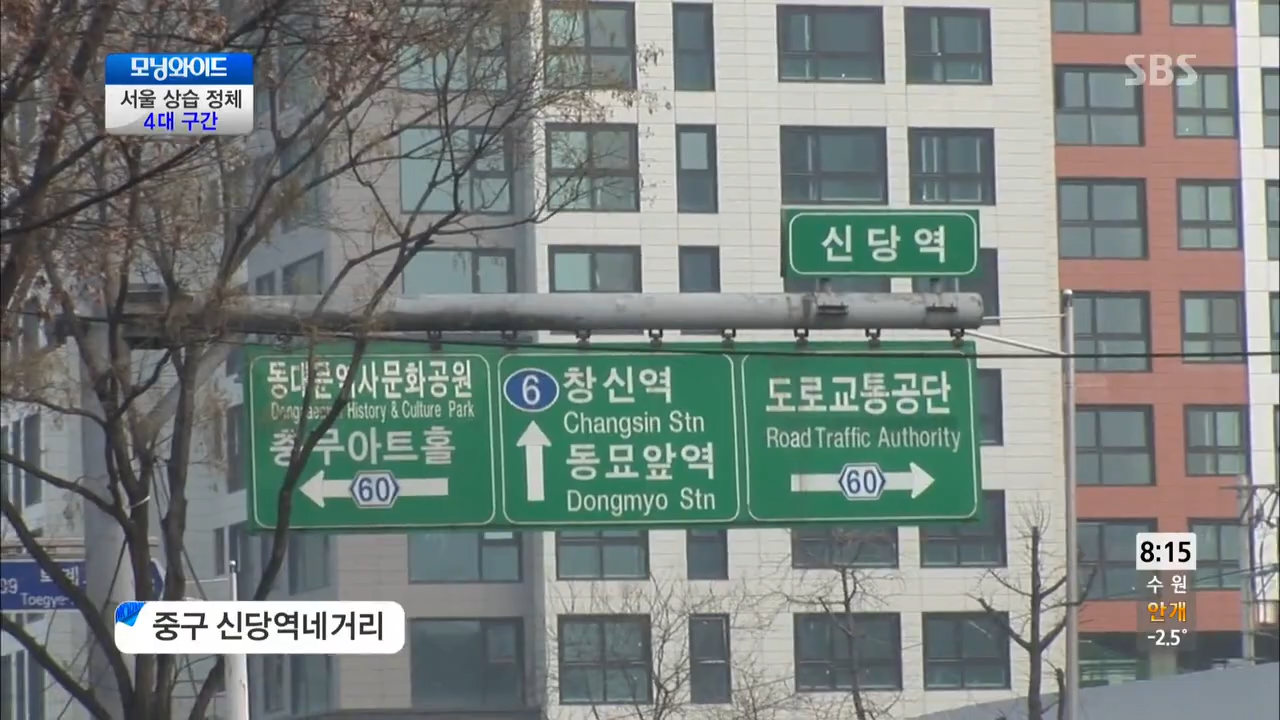 모닝와이드
서울 상습 정체
4대 구간
SBS
신당역
동대문역사문화공원
History & Culture Park
충무아트홀
60
6
창신역
Changsin Stn
동묘앞역
Dongmyo Stn
도로교통공단
Road Traffic Authority
60
8:15
수원
안개
-2.5°
중구 신당역네거리